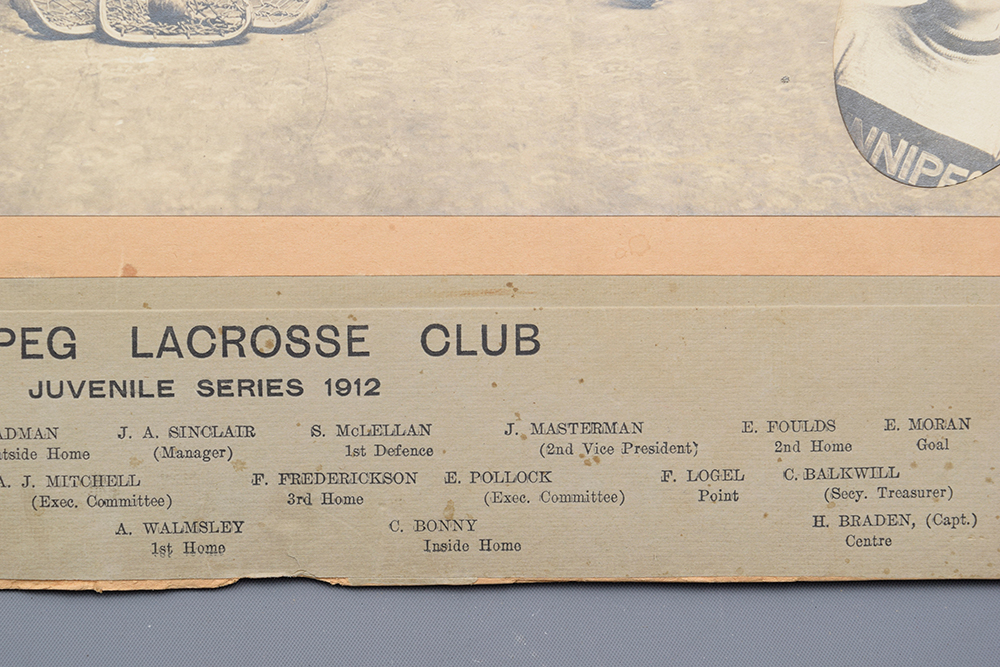 NNIPE
PEG LACROSSE CLUB
JUVENILE SERIES 1912
ADMAN J. A. SINCLAIR S. McLELLAN J. MASTERMAN E. FOULDS E. MORAN
tside Home (Manager) 1st Defence (2nd Vice President) 2nd Home Goal
A. J. MITCHELL F. FREDERICKSON E. POLLOCK F. LOGEL C. BALKWILL
(Exec. Committee) 3rd Home (Exec. Committee) Point (Secy. Treasurer)
A. WALMSLEY C. BONNY H. BRADEN, (Capt.)
1st Home Inside Home Centre